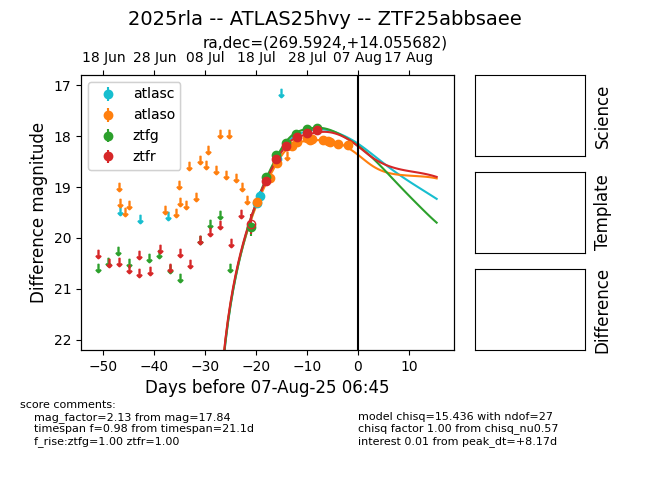 2025rla -- ATLAS25hvy -- ZTF25abbsaee
ra,dec=(269.5924,+14.055682)
18 Jun 28 Jun 08 Jul 18 Jul 28 Jul 07 Aug 17 Aug
atlasc
atlaso
ztfg
ztfr
17
18
19
20
21
22
Difference magnitude
−50 −40 −30 −20 −10 0 10
Days before 07-Aug-25 06:45
Science
Template
Difference
score comments:
mag_factor=2.13 from mag=17.84
timespan f=0.98 from timespan=21.1d
f_rise:ztfg=1.00 ztfr=1.00
model chisq=15.436 with ndof=27
chisq factor 1.00 from chisq_nu0.57
interest 0.01 from peak_dt=+8.17d